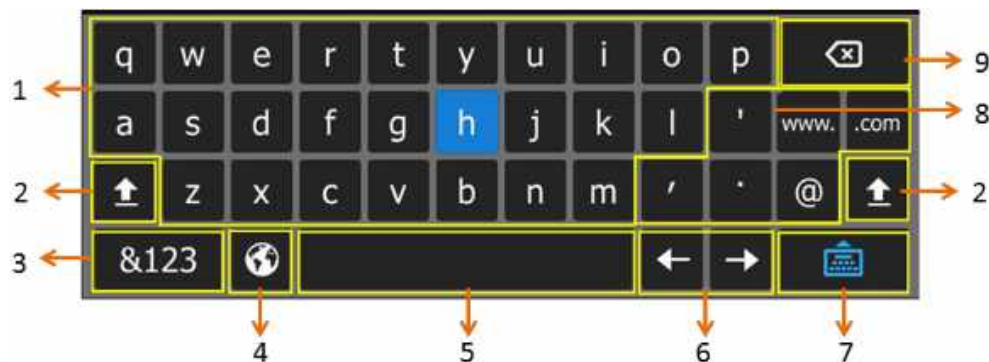 q w e r t y u i o p 9
1 a s d f g h j k l ' www. .com 8
2 z x c v b n m , . @ 2
3 &123
4 5 6 7